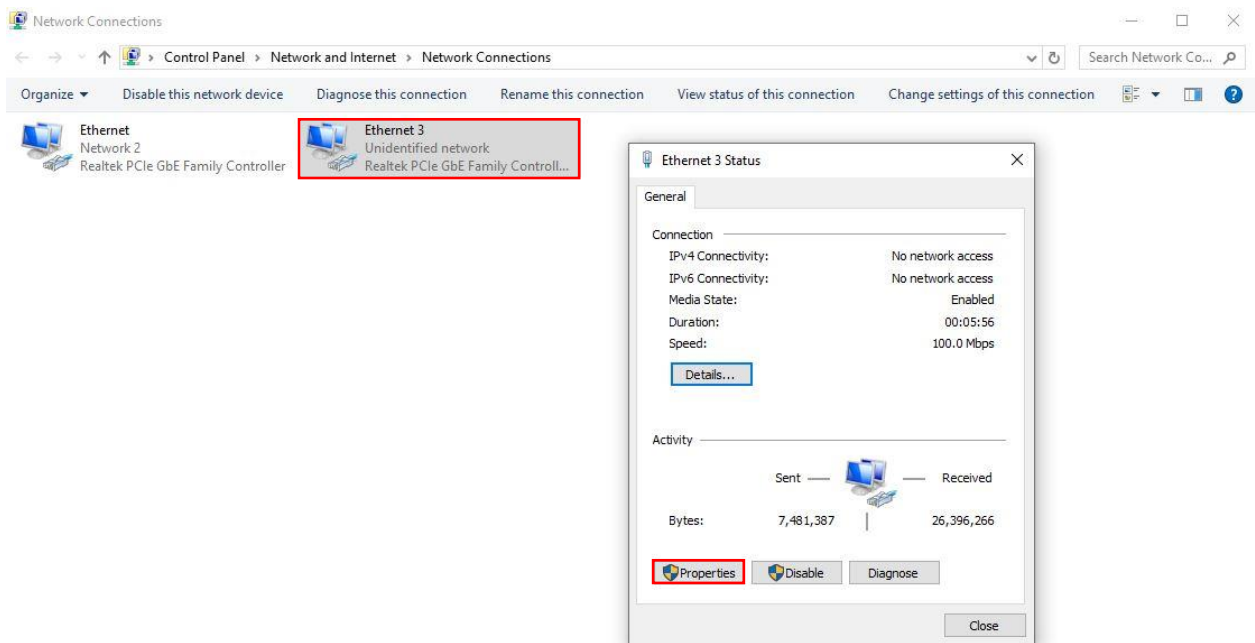 Network Connections
Control Panel > Network and Internet > Network Connections
Search Network Co...
Organize Disable this network device Diagnose this connection Rename this connection View status of this connection Change settings of this connection
Ethernet
Network 2
Realtek PCIe GbE Family Controller
Ethernet 3
Unidentified network
Realtek PCIe GbE Family Controll...
Ethernet 3 Status
General
Connection
IPv4 Connectivity: No network access
IPv6 Connectivity: No network access
Media State: Enabled
Duration: 00:05:56
Speed: 100.0 Mbps
Details...
Activity
Sent Received
Bytes: 7,481,387 26,396,266
Properties Disable Diagnose
Close